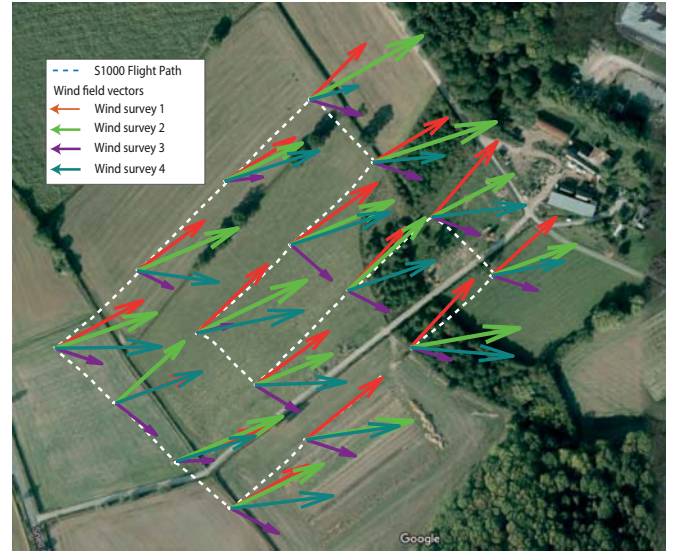 S1000 Flight Path
Wind field vectors
Wind survey 1
Wind survey 2
Wind survey 3
Wind survey 4
Google